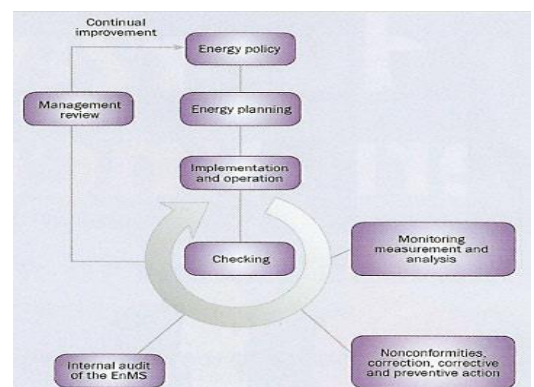 Continual
improvement
Energy policy
Management
review
Energy planning
Implementation
and operation
Checking
Monitoring
measurement and
analysis
Internal audit
of the EnMS
Nonconformities,
correction, corrective
and preventive action